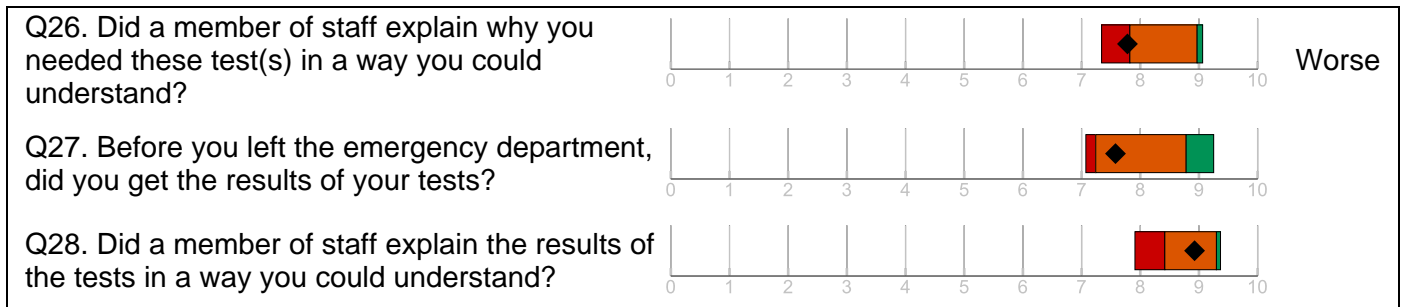 Q26. Did a member of staff explain why you
needed these test(s) in a way you could
understand?
0 1 2 3 4 5 6 7 8 9 10
Worse
Q27. Before you left the emergency department,
did you get the results of your tests?
0 1 2 3 4 5 6 7 8 9 10
Q28. Did a member of staff explain the results of
the tests in a way you could understand?
0 1 2 3 4 5 6 7 8 9 10